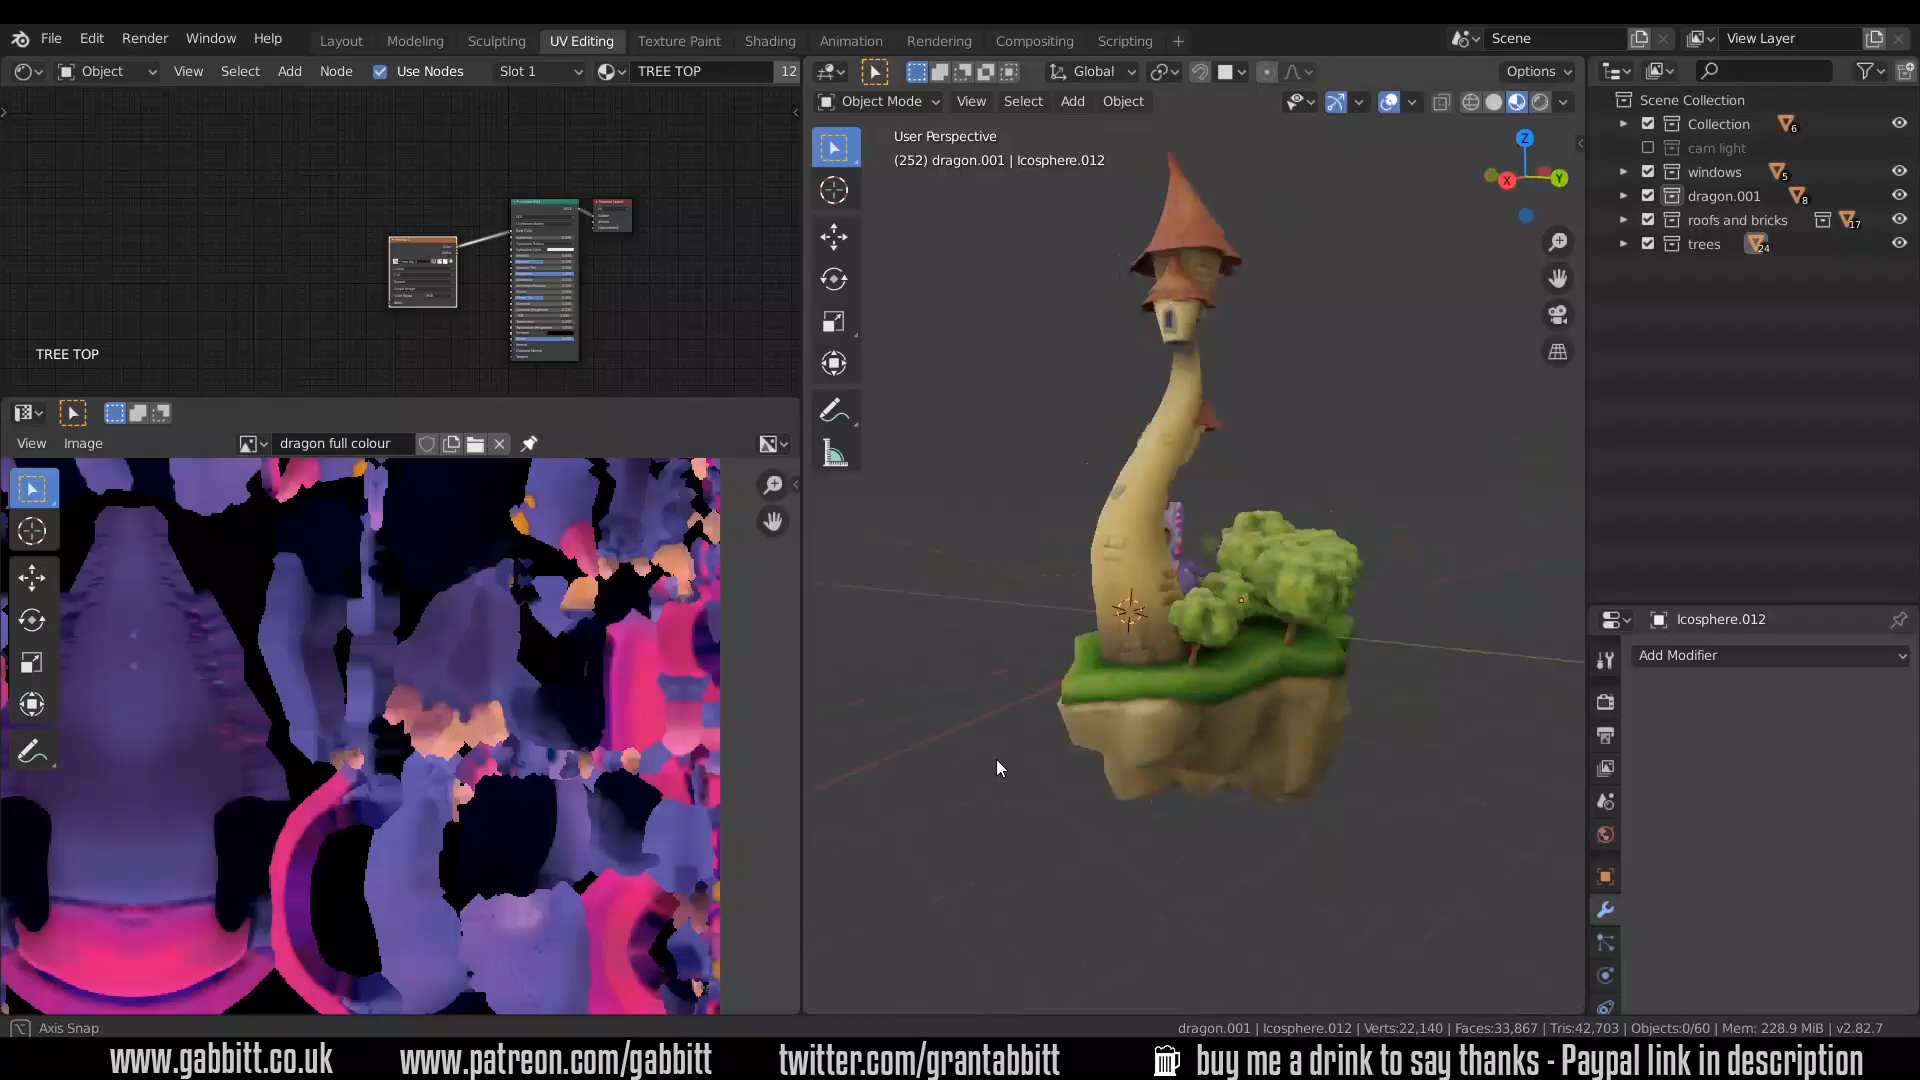 File Edit Render Window Help Layout Modeling Sculpting UV Editing Texture Paint Shading Animation Rendering Compositing Scripting Scene View Layer
Object View Select Add Node Use Nodes Slot 1 TREE TOP 12 Global Options
Object Mode View Select Add Object
Scene Collection
User Perspective
Collection 6
(252) dragon.001 | Icosphere.012
cam light
windows 5
dragon.001 8
roofs and bricks 17
trees 24
Z
X Y
TREE TOP
View Image dragon full colour
Icosphere.012
Add Modifier
Axis Snap
dragon.001 | Icosphere.012 | Verts:22,140 | Faces:33,867 | Tris:42,703 | Objects:0/60 | Mem: 228.9 MiB | v2.82.7
www.gabbitt.co.uk www.patreon.com/gabbitt twitter.com/grantabbitt buy me a drink to say thanks - Paypal link in description